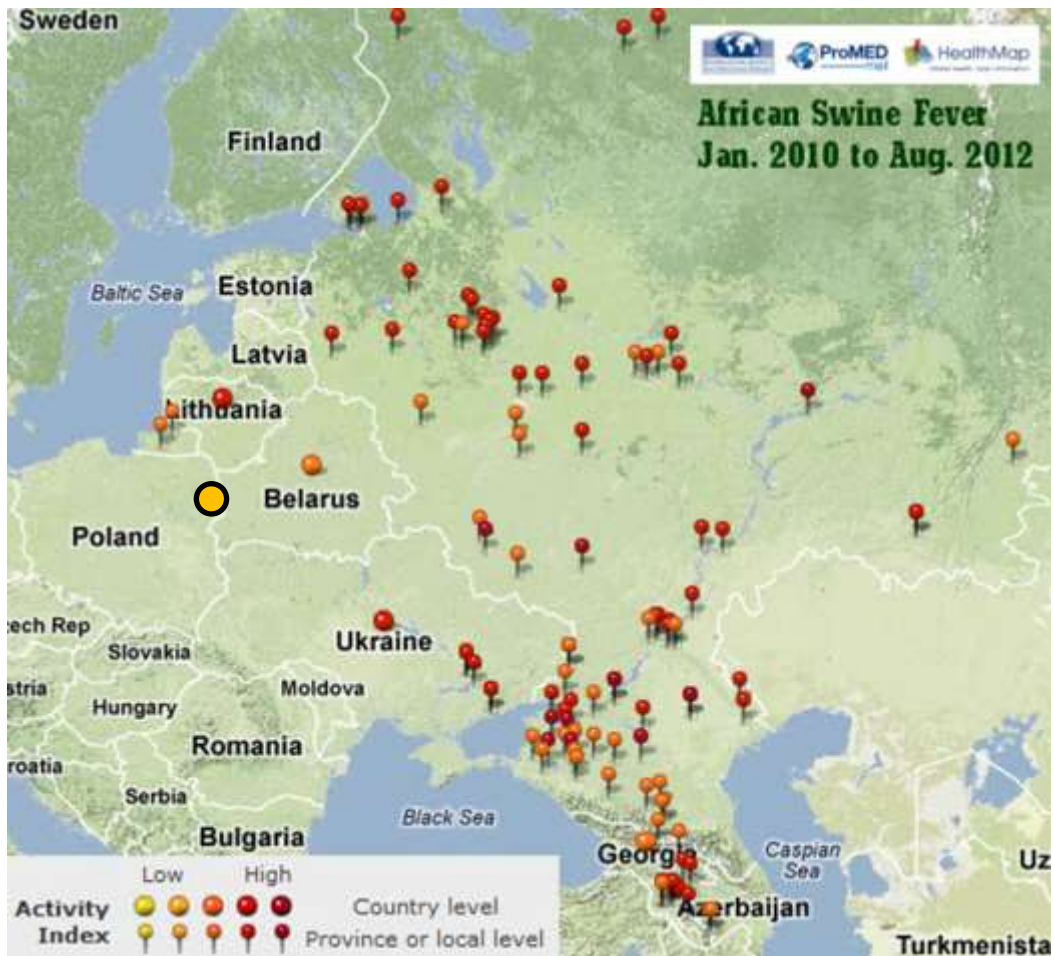 Sweden
ProMED
mail
HealthMap
African Swine Fever
Jan. 2010 to Aug. 2012
Finland
Baltic Sea
Estonia
Latvia
Lithuania
Belarus
Poland
zech Rep
Ukraine
Slovakia
stria
Moldova
Hungary
Romania
roatia
Serbia
Black Sea
Bulgaria
Georgia
Caspian
Sea
Uz
Low High
Activity Country level
Azerbaijan
Index Province or local level
Turkmenista